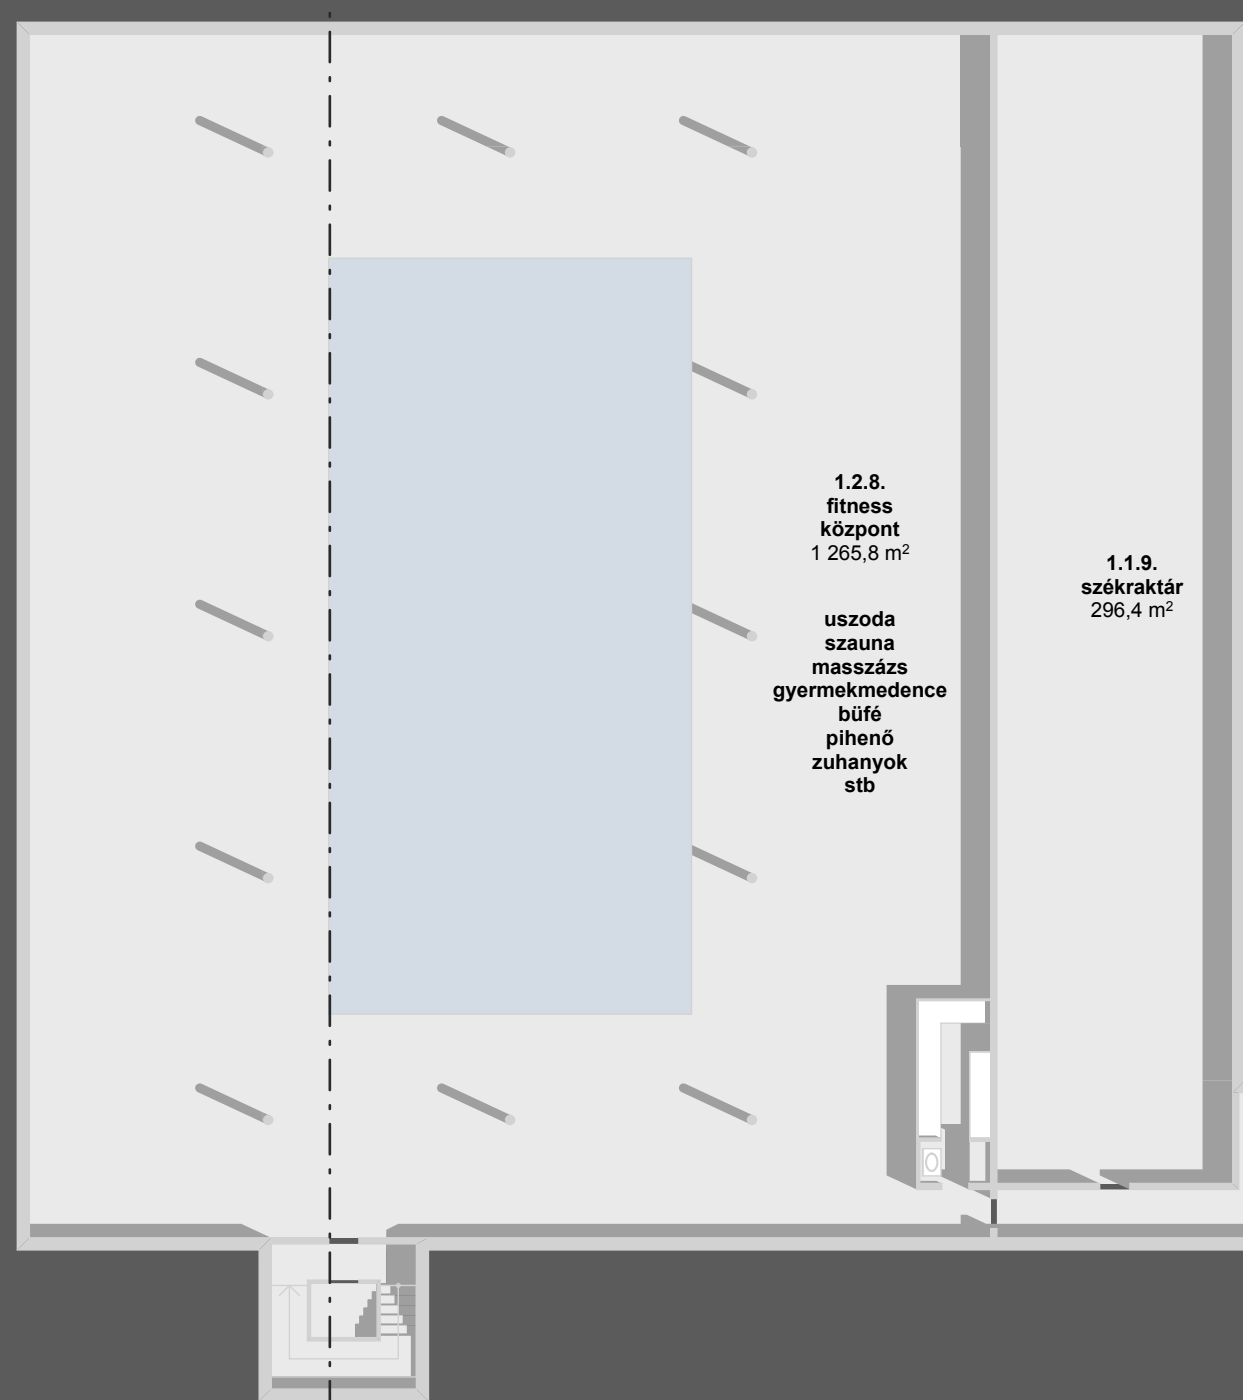 1.2.8.
fitness
központ
1 265,8 m²
uszoda
szauna
masszázs
gyermekmedence
büfé
pihenő
zuhanyok
stb
1.1.9.
székraktár
296,4 m²